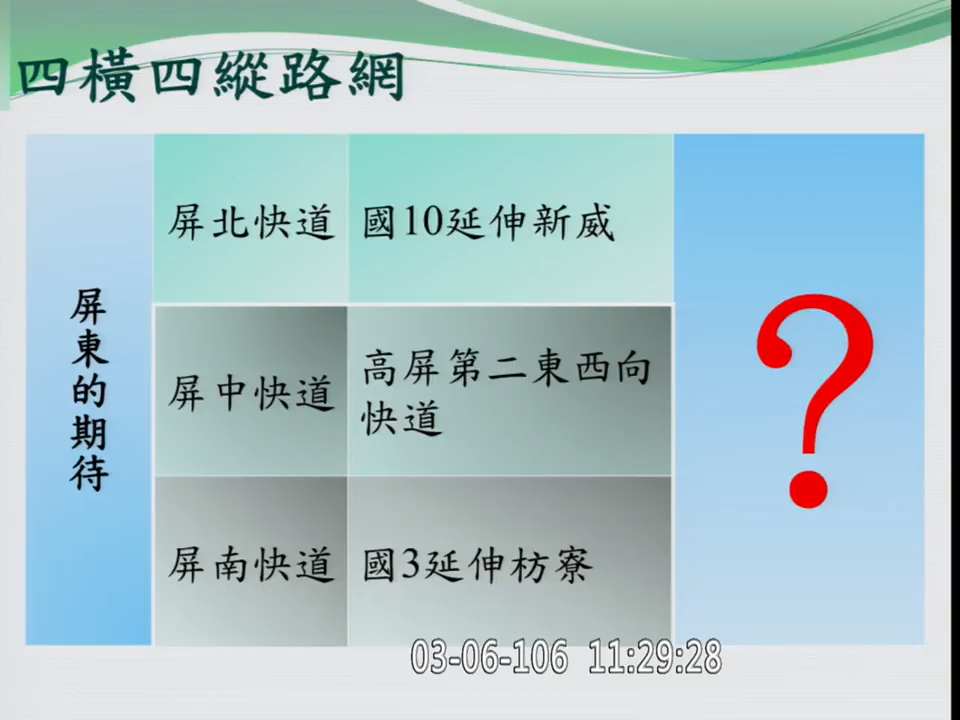 四橫四縱路網
屏東的期待
屏北快道
國10延伸新威
屏中快道
高屏第二東西向
快道
屏南快道
國3延伸枋寮
?
03-06-106 11:29:28